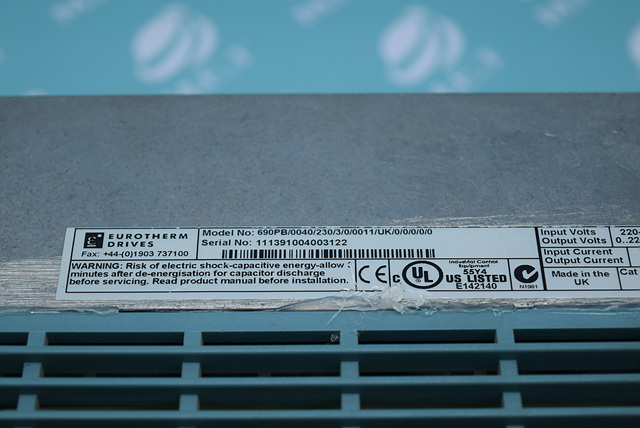 EUROTHERM
DRIVES
Fax: +44-(0)1903 737100
Model No: 690PB/0040/230/3/0/0011/UK/0/0/0/0/0
Serial No: 111391004003122
WARNING: Risk of electric shock-capacitive energy-allow
minutes after de-energisation for capacitor discharge
before servicing. Read product manual before installation.
CE
c UL US LISTED
Industrial Control
Equipment
55Y4
E142140
N1981
Input Volts 220-
Output Volts 0..22
Input Current
Output Current
Made in the
UK
Cat